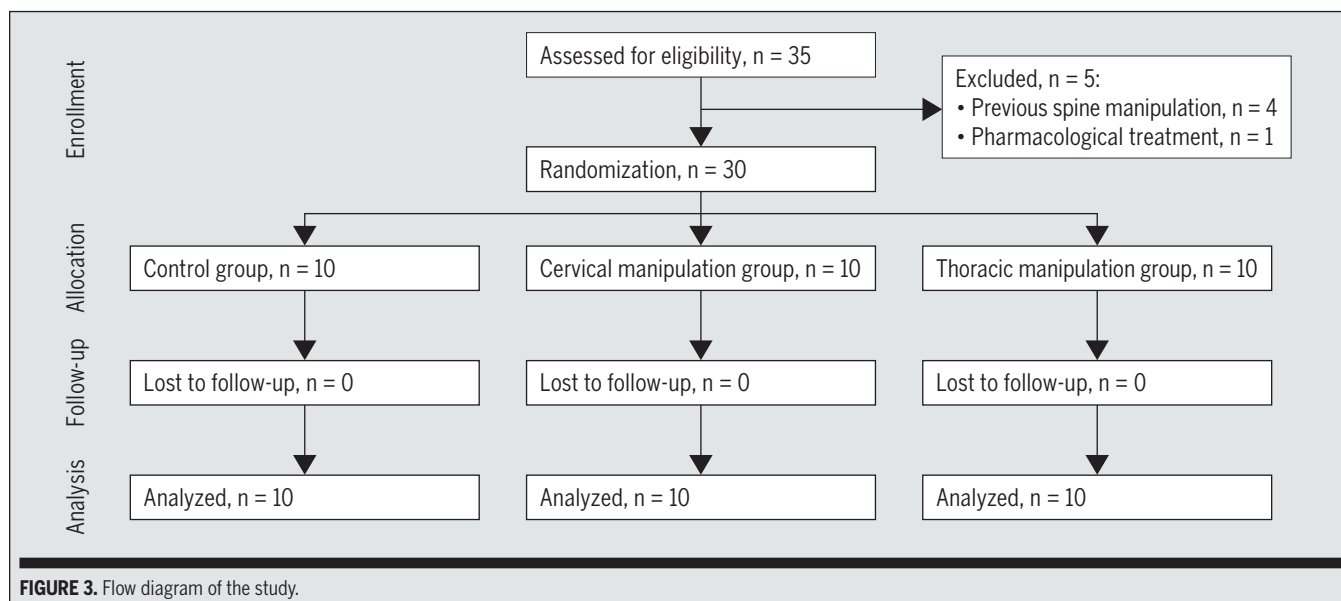 Enrollment
Assessed for eligibility, n = 35
Excluded, n = 5:
• Previous spine manipulation, n = 4
• Pharmacological treatment, n = 1
Randomization, n = 30
Allocation
Control group, n = 10
Cervical manipulation group, n = 10
Thoracic manipulation group, n = 10
Follow-up
Lost to follow-up, n = 0
Lost to follow-up, n = 0
Lost to follow-up, n = 0
Analysis
Analyzed, n = 10
Analyzed, n = 10
Analyzed, n = 10
FIGURE 3. Flow diagram of the study.